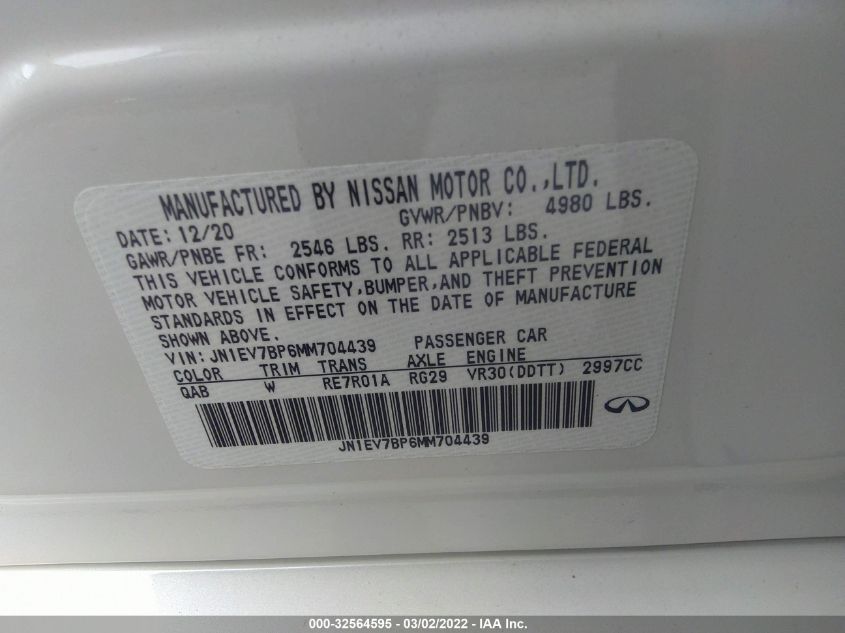 MANUFACTURED BY NISSAN MOTOR CO.,LTD.
DATE: 12/20 GVWR/PNBV: 4980 LBS.
GAWR/PNBE FR: 2546 LBS. RR: 2513 LBS.
THIS VEHICLE CONFORMS TO ALL APPLICABLE FEDERAL
MOTOR VEHICLE SAFETY,BUMPER,AND THEFT PREVENTION
STANDARDS IN EFFECT ON THE DATE OF MANUFACTURE
SHOWN ABOVE.
VIN: JN1EV7BP6MM704439 PASSENGER CAR
COLOR TRIM TRANS AXLE ENGINE
QAB W RE7R01A RG29 VR30(DDTT) 2997CC
JN1EV7BP6MM704439
000-32564595 - 03/02/2022 - IAA Inc.